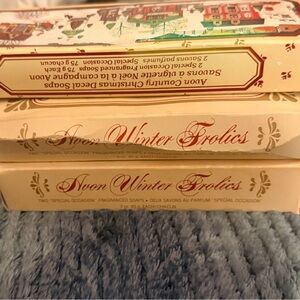 Avon Country Christmas Decal Soaps
2 Special Occasion Fragranced Soaps 75 g Each
Savons à vignette Noël à la campagne Avon
2 Savons parfumés Special Occasion 75 g chacun
Avon Winter Frolics
Avon Winter Frolics
TWO "SPECIAL OCCASION" FRAGRANCED SOAPS • DEUX SAVONS AU PARFUM "SPECIAL OCCASION"
EACH/CHACUN